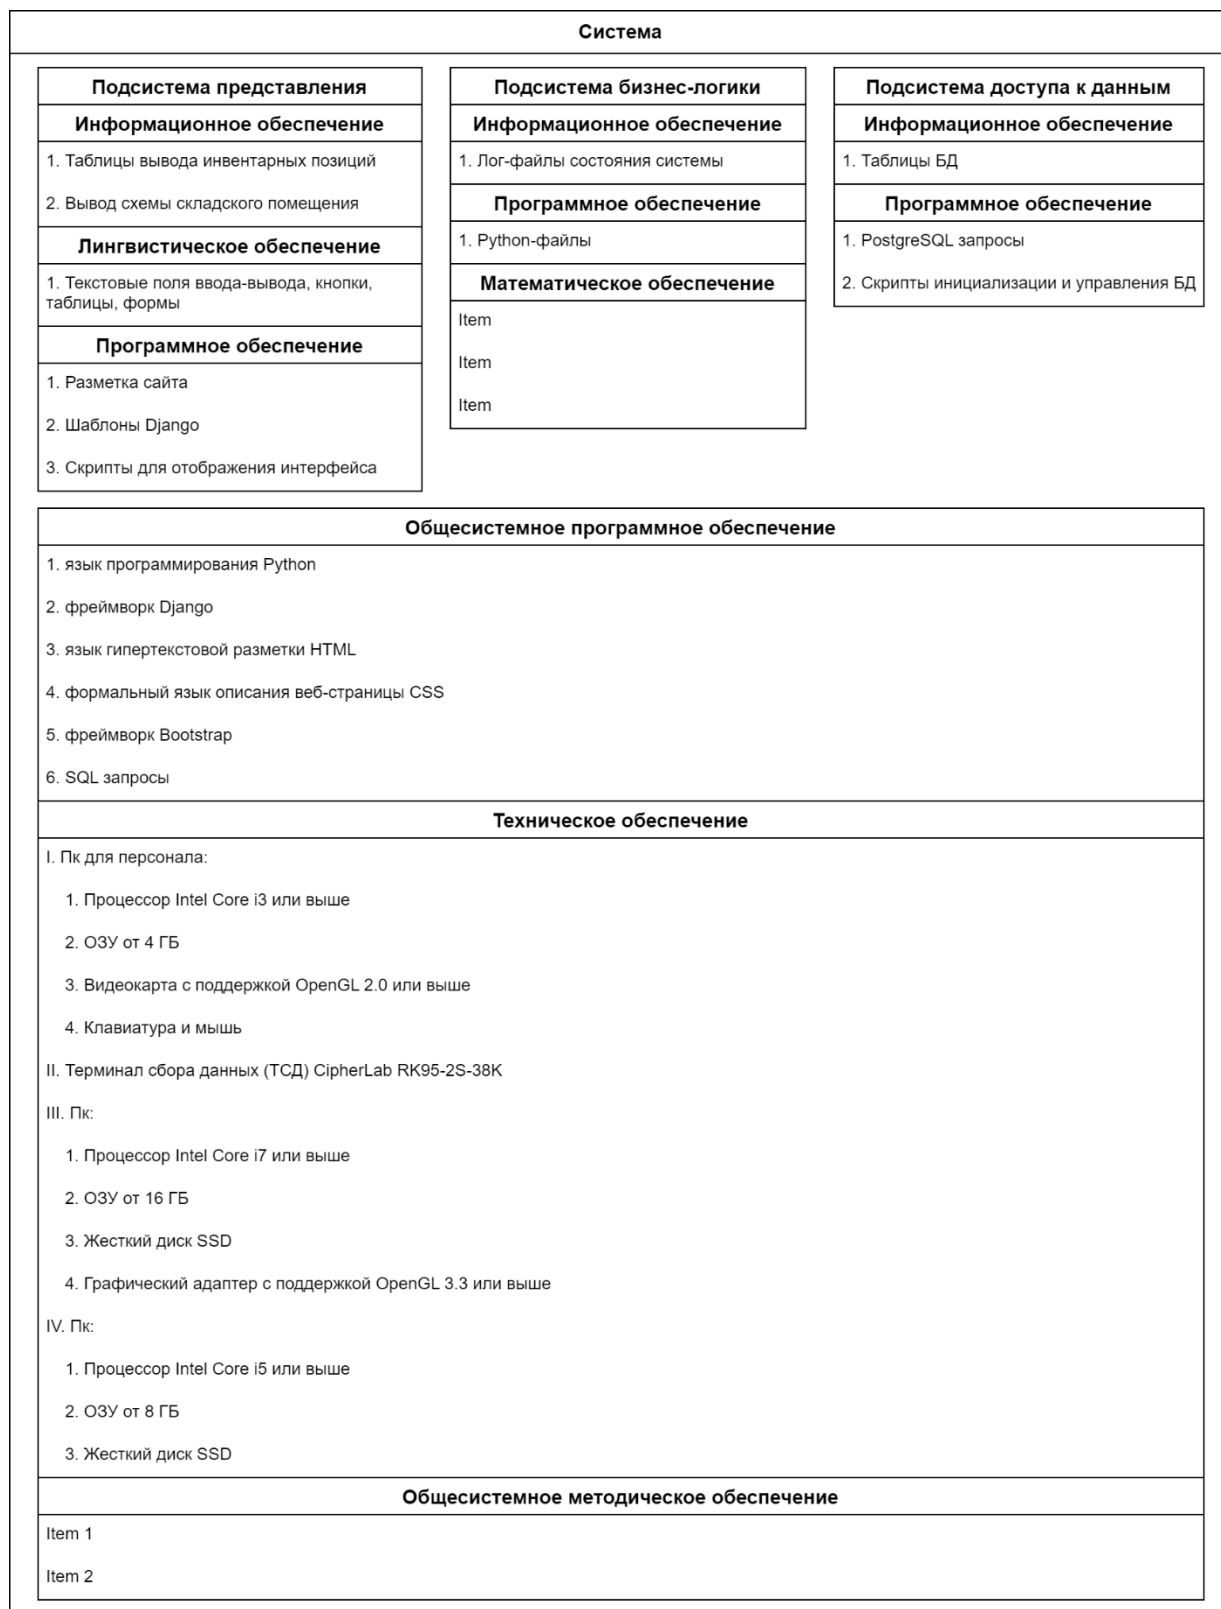 Система
Подсистема представления
Информационное обеспечение
1. Таблицы вывода инвентарных позиций
2. Вывод схемы складского помещения
Лингвистическое обеспечение
1. Текстовые поля ввода-вывода, кнопки,
таблицы, формы
Программное обеспечение
1. Разметка сайта
2. Шаблоны Django
3. Скрипты для отображения интерфейса
Подсистема бизнес-логики
Информационное обеспечение
1. Лог-файлы состояния системы
Программное обеспечение
1. Python-файлы
Математическое обеспечение
Item
Item
Item
Подсистема доступа к данным
Информационное обеспечение
1. Таблицы БД
Программное обеспечение
1. PostgreSQL запросы
2. Скрипты инициализации и управления БД
Общесистемное программное обеспечение
1. язык программирования Python
2. фреймворк Django
3. язык гипертекстовой разметки HTML
4. формальный язык описания веб-страницы CSS
5. фреймворк Bootstrap
6. SQL запросы
Техническое обеспечение
I. Пк для персонала:
1. Процессор Intel Core i3 или выше
2. ОЗУ от 4 ГБ
3. Видеокарта с поддержкой OpenGL 2.0 или выше
4. Клавиатура и мышь
II. Терминал сбора данных (ТСД) CipherLab RK95-2S-38K
III. Пк:
1. Процессор Intel Core i7 или выше
2. ОЗУ от 16 ГБ
3. Жесткий диск SSD
4. Графический адаптер с поддержкой OpenGL 3.3 или выше
IV. Пк:
1. Процессор Intel Core i5 или выше
2. ОЗУ от 8 ГБ
3. Жесткий диск SSD
Общесистемное методическое обеспечение
Item 1
Item 2